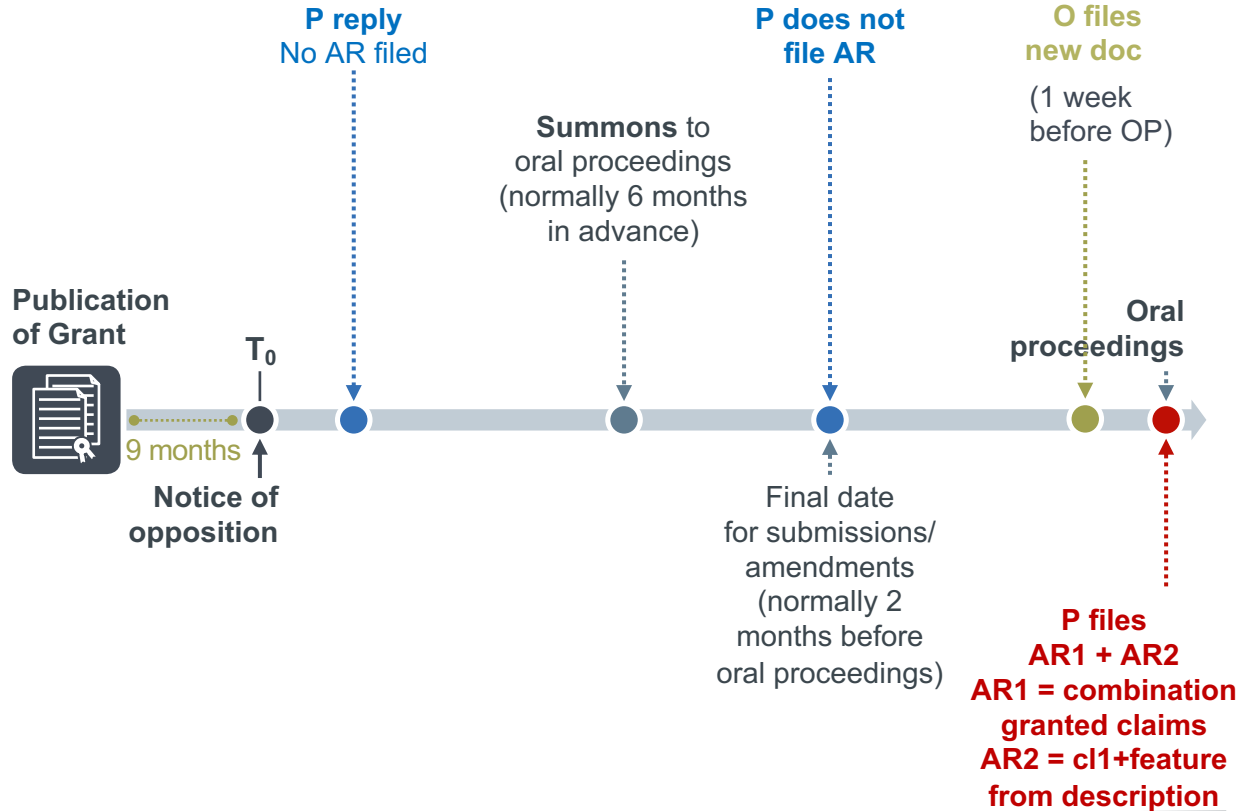 P reply
No AR filed
P does not
file AR
O files
new doc
(1 week
before OP)
Summons to
oral proceedings
(normally 6 months
in advance)
Publication
of Grant
T₀
Oral
proceedings
9 months
Notice of
opposition
Final date
for submissions/
amendments
(normally 2
months before
oral proceedings)
P files
AR1 + AR2
AR1 = combination
granted claims
AR2 = cl1+feature
from description